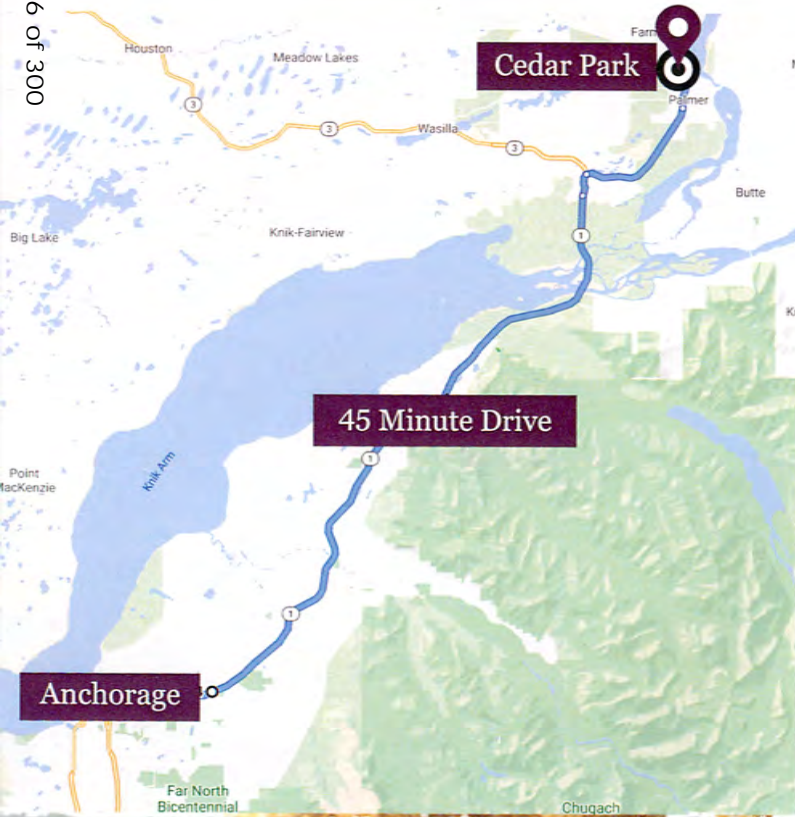 6 of 300
Houston
Meadow Lakes
Farm
Cedar Park
3
Palmer
3
Wasilla
3
Butte
Big Lake
Knik-Fairview
1
45 Minute Drive
1
Point
MacKenzie
Knik Arm
1
Anchorage
Far North
Bicentennial
Chugach